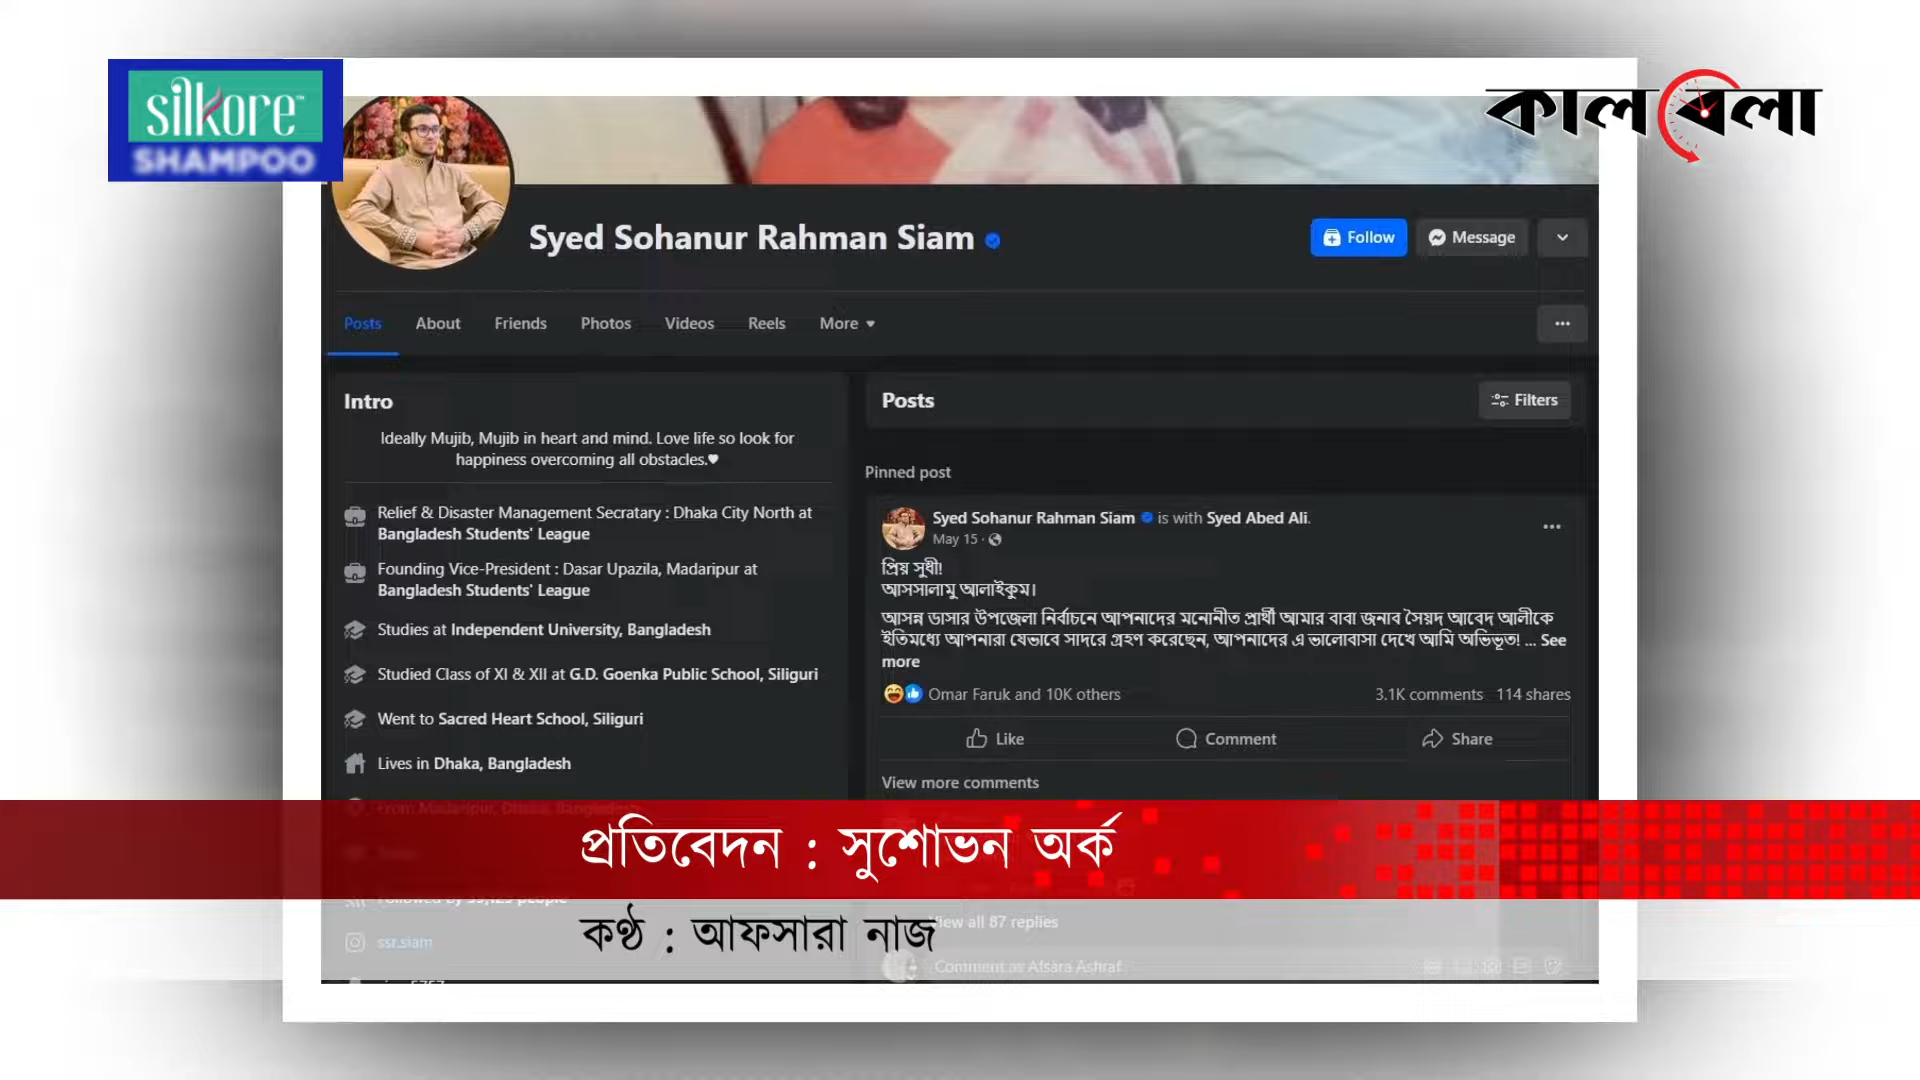 silkore™
SHAMPOO
কালবেলা
Syed Sohanur Rahman Siam
Follow
Message
Posts
About
Friends
Photos
Videos
Reels
More
Intro
Ideally Mujib, Mujib in heart and mind. Love life so look for
happiness overcoming all obstacles.♥
Relief & Disaster Management Secratary : Dhaka City North at
Bangladesh Students' League
Founding Vice-President : Dasar Upazila, Madaripur at
Bangladesh Students' League
Studies at Independent University, Bangladesh
Studied Class of XI & XII at G.D. Goenka Public School, Siliguri
Went to Sacred Heart School, Siliguri
Lives in Dhaka, Bangladesh
From Madaripur, Dhaka, Bangladesh
ssr.siam
Posts
Filters
Pinned post
Syed Sohanur Rahman Siam is with Syed Abed Ali.
May 15 ·
প্রিয় সুধী!
আসসালামু আলাইকুম।
আসন্ন ডাসার উপজেলা নির্বাচনে আপনাদের মনোনীত প্রার্থী আমার বাবা জনাব সৈয়দ আবেদ আলীকে
ইতিমধ্যে আপনারা যেভাবে সাদরে গ্রহণ করেছেন, আপনাদের এ ভালোবাসা দেখে আমি অভিভূত! ... See
more
Omar Faruk and 10K others
3.1K comments 114 shares
Like
Comment
Share
View more comments
View all 87 replies
Comment as Afsara Ashraf
প্রতিবেদন : সুশোভন অর্ক
কণ্ঠ : আফসারা নাজ